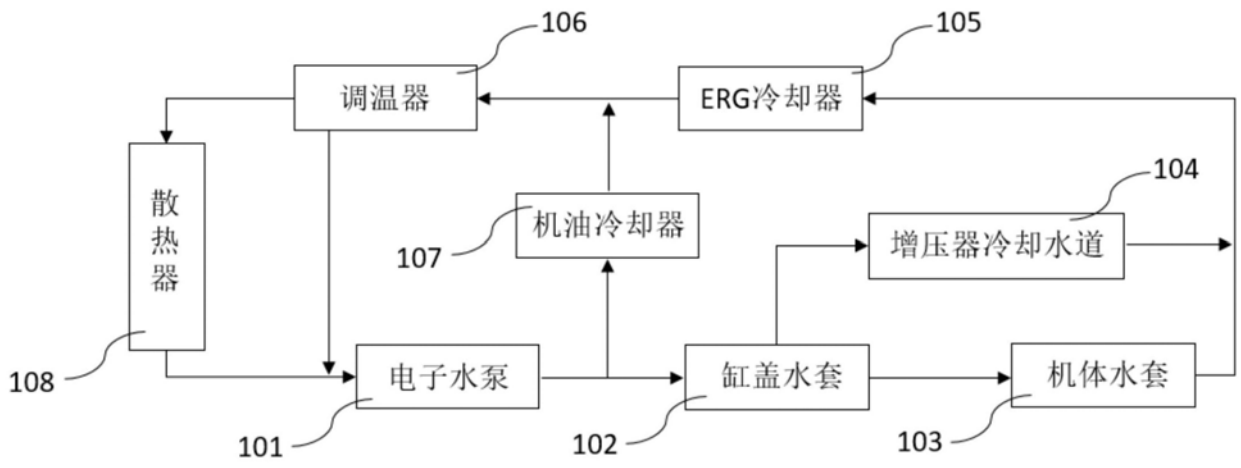 106
105
调温器
ERG冷却器
散热器
104
机油冷却器
107
增压器冷却水道
108
电子水泵
缸盖水套
机体水套
101
102
103